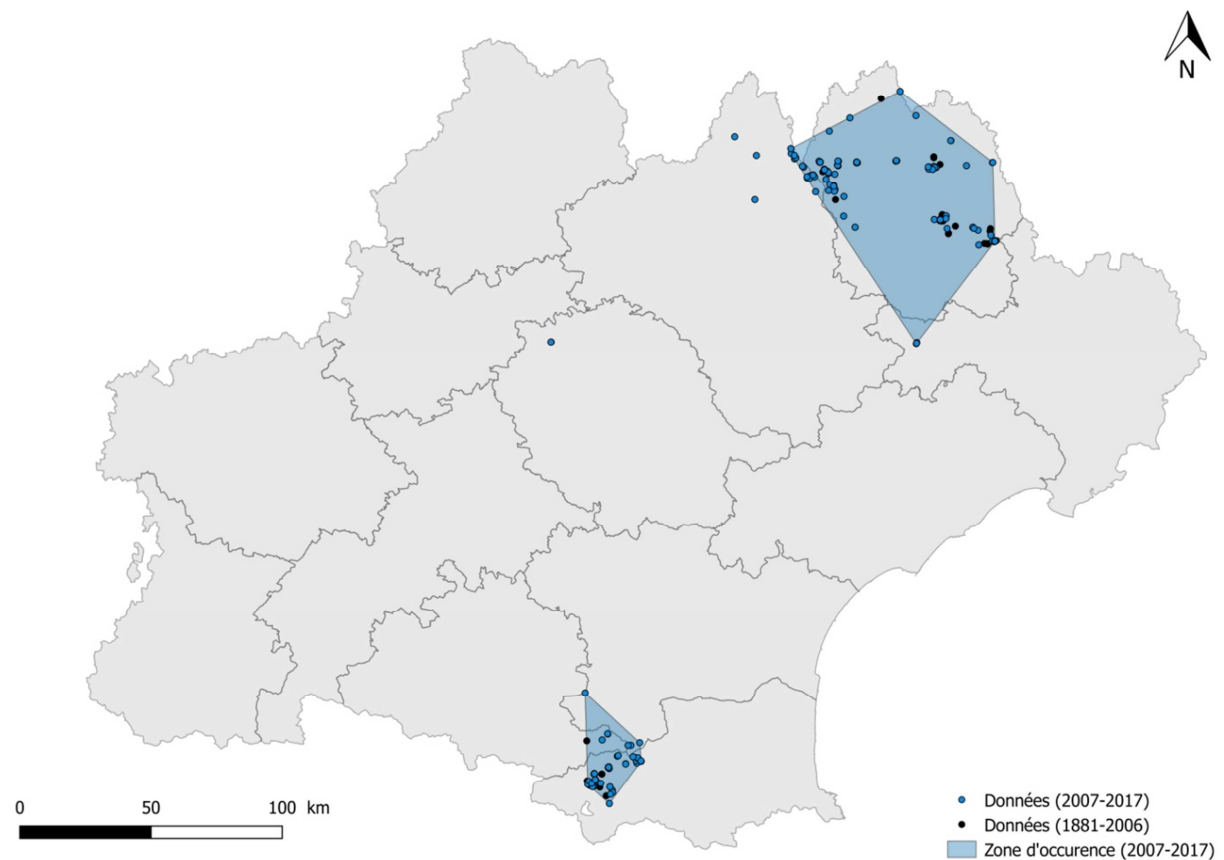 N
0 50 100 km
Données (2007-2017)
Données (1881-2006)
Zone d'occurence (2007-2017)